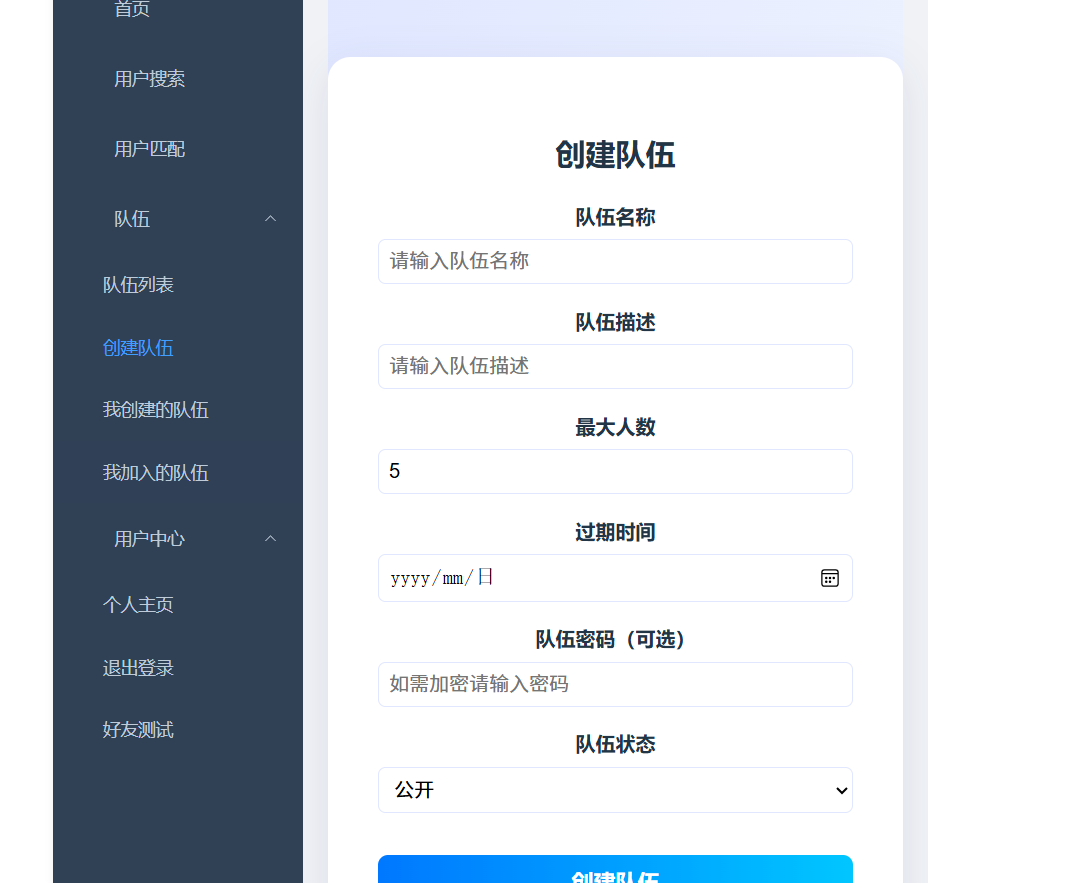 首页
用户搜索
用户匹配
队伍
队伍列表
创建队伍
我创建的队伍
我加入的队伍
用户中心
个人主页
退出登录
好友测试
创建队伍
队伍名称
请输入队伍名称
队伍描述
请输入队伍描述
最大人数
5
过期时间
yyyy/mm/日
队伍密码（可选）
如需加密请输入密码
队伍状态
公开
创建队伍